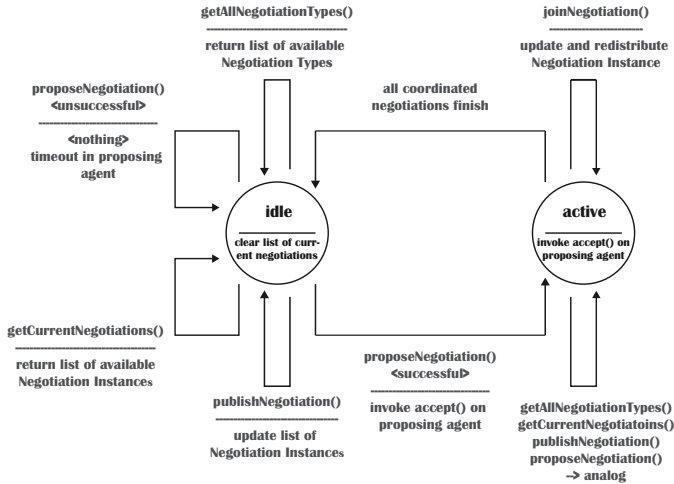 getAllNegotiationTypes()
return list of available
Negotiation Types
joinNegotiation()
update and redistribute
Negotiation Instance
proposeNegotiation()
<unsuccessful>
<nothing>
timeout in proposing
agent
all coordinated
negotiations finish
idle
clear list of curr-
ent negotiations
active
invoke accept() on
proposing agent
getCurrentNegotiations()
return list of available
Negotiation Instances
proposeNegotiation()
<successful>
invoke accept() on
proposing agent
publishNegotiation()
update list of
Negotiation Instances
getAllNegotiationTypes()
getCurrentNegotiatoins()
publishNegotiation()
proposeNegotiation()
--> analog